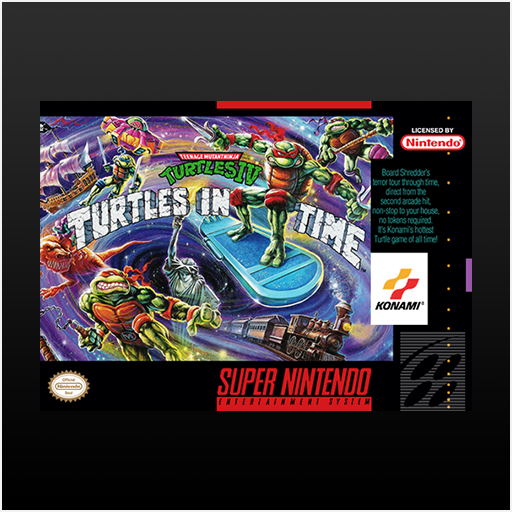 LICENSED BY
Nintendo®
TEENAGE MUTANT NINJA
TURTLES IV
TURTLES IN TIME
Board Shredder's
terror tour through time,
direct from the
second arcade hit,
non-stop to your house,
no tokens required.
It's Konami's hottest
Turtle game of all time!
KONAMI®
Official
Nintendo
Seal
SUPER NINTENDO
ENTERTAINMENT SYSTEM